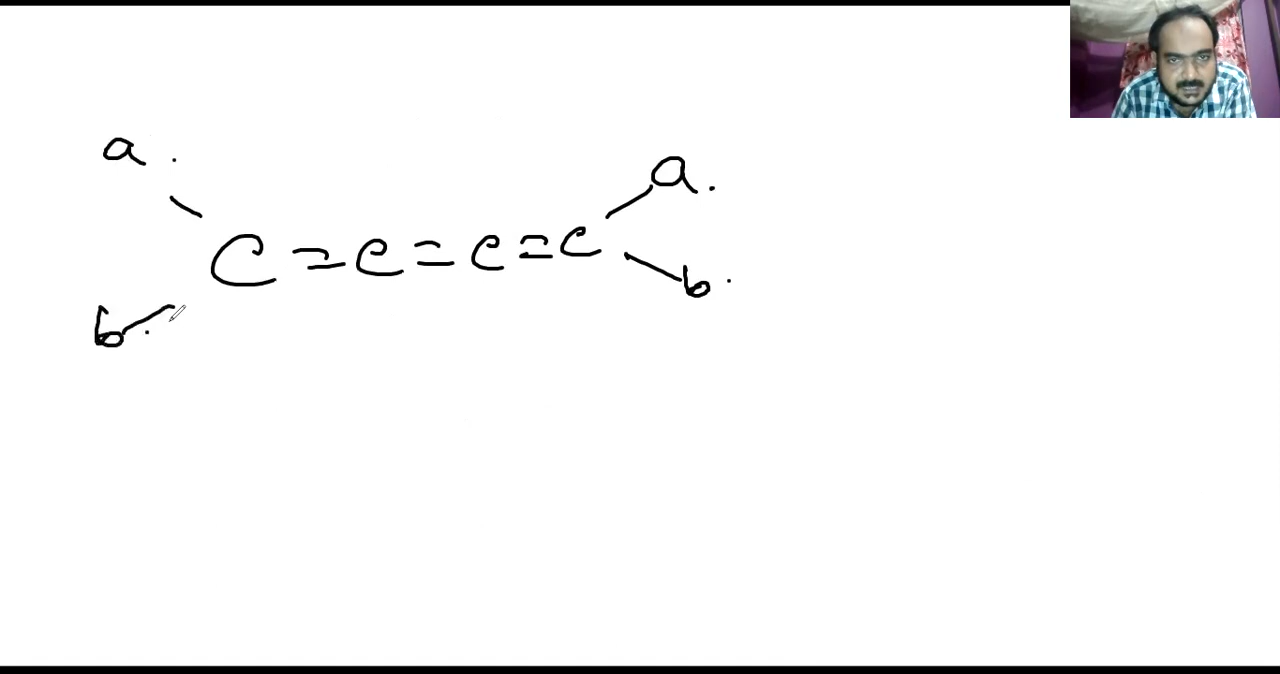 a . a .
C = C = C = C
b . b .